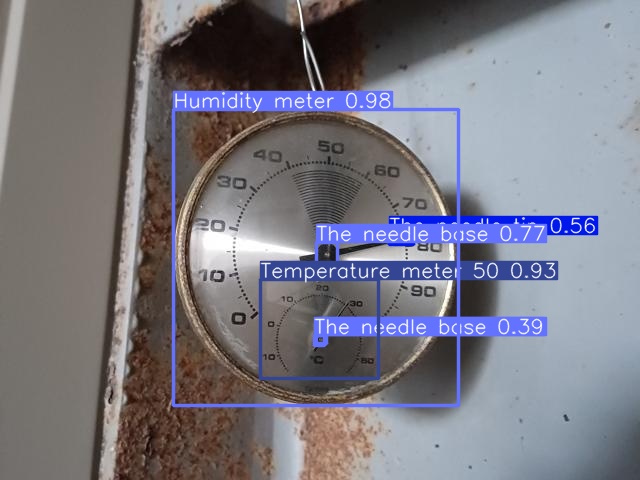 Humidity meter 0.98
50
40
60
30
70
The needle tip 0.56
20
The needle base 0.77
80
Temperature meter 50 0.93
10
90
20
10
30
0
0
The needle base 0.39
10
50
°C